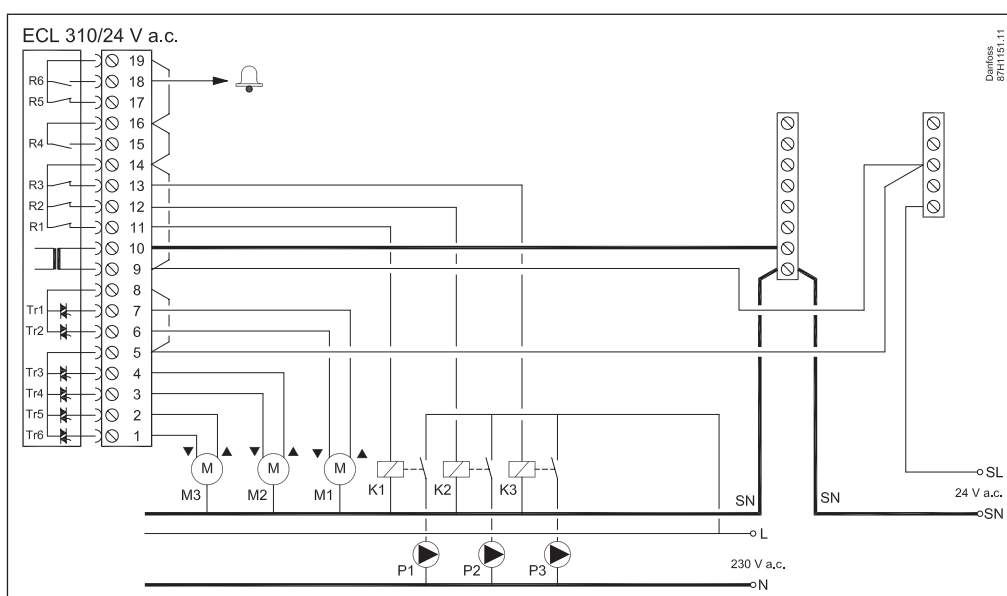 ECL 310/24 V a.c.
Danfoss
87H1151.11
19
R6 18
R5 17
16
R4 15
14
R3 13
R2 12
R1 11
10
9
8
Tr1 7
Tr2 6
5
Tr3 4
Tr4 3
Tr5 2
Tr6 1
M M M
M3 M2 M1 K1 K2 K3
SL
24 V a.c.
SN SN SN
L
P1 P2 P3
230 V a.c.
N